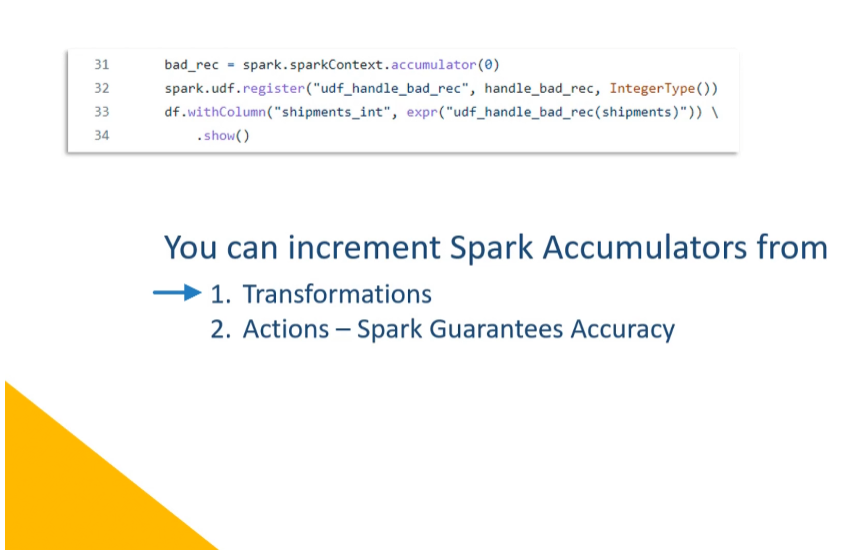 31 bad_rec = spark.sparkContext.accumulator(0)
32 spark.udf.register("udf_handle_bad_rec", handle_bad_rec, IntegerType())
33 df.withColumn("shipments_int", expr("udf_handle_bad_rec(shipments)")) \
34 .show()
You can increment Spark Accumulators from
1. Transformations
2. Actions – Spark Guarantees Accuracy